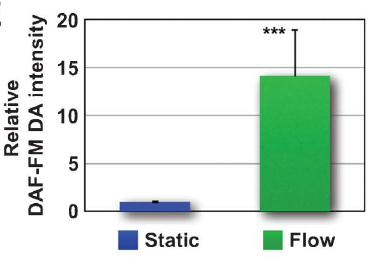 Relative
DAF-FM DA intensity
20
15
10
5
0
***
Static
Flow